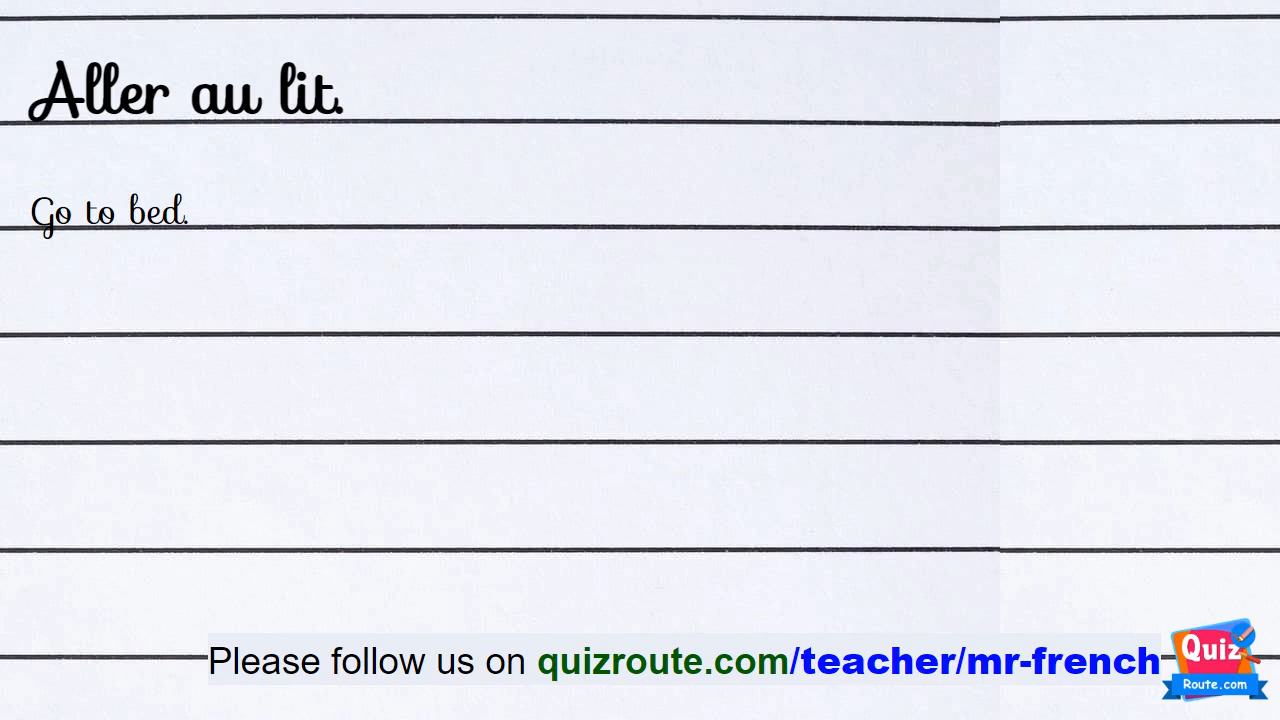 Aller au lit.
Go to bed.
Please follow us on quizroute.com/teacher/mr-french
Quiz
Route.com